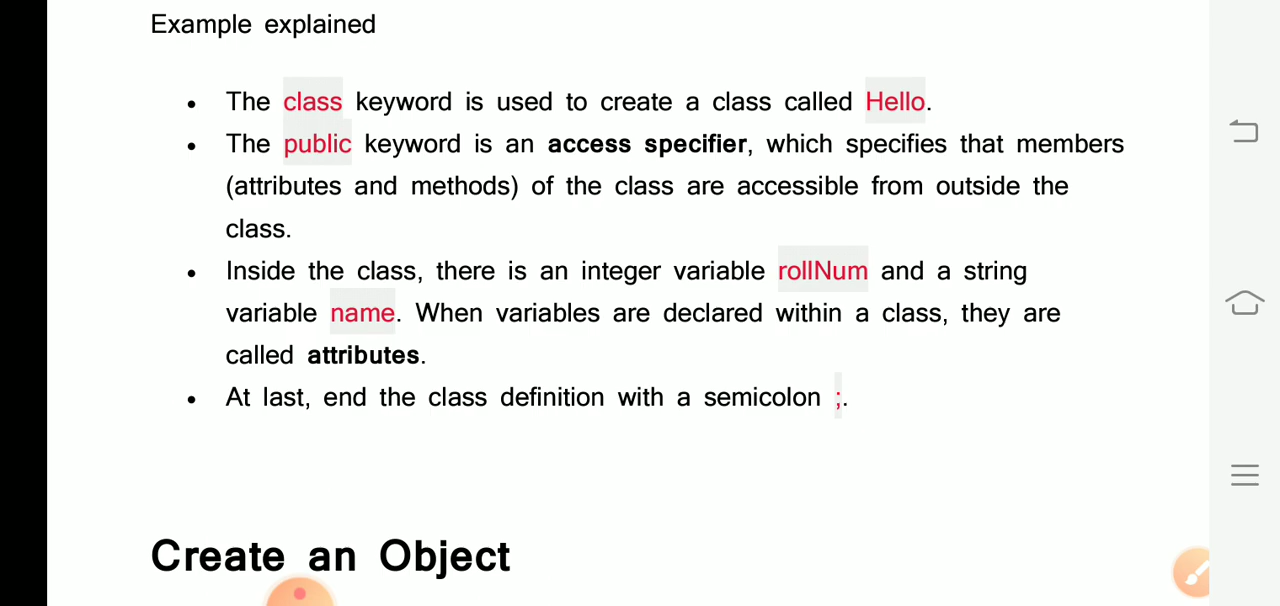 Example explained
• The class keyword is used to create a class called Hello.
• The public keyword is an access specifier, which specifies that members
(attributes and methods) of the class are accessible from outside the
class.
• Inside the class, there is an integer variable rollNum and a string
variable name. When variables are declared within a class, they are
called attributes.
• At last, end the class definition with a semicolon ;.
Create an Object